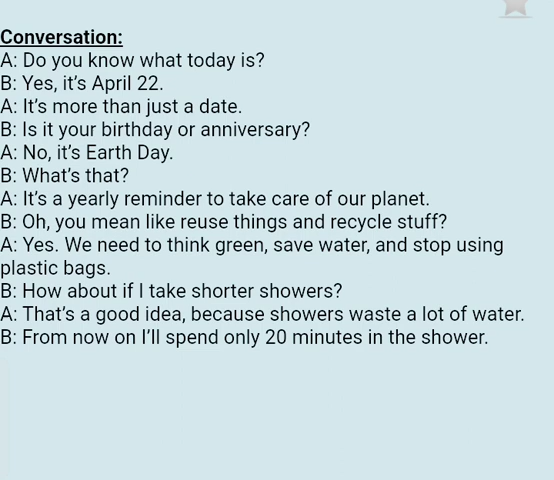 Conversation:
A: Do you know what today is?
B: Yes, it’s April 22.
A: It’s more than just a date.
B: Is it your birthday or anniversary?
A: No, it’s Earth Day.
B: What’s that?
A: It’s a yearly reminder to take care of our planet.
B: Oh, you mean like reuse things and recycle stuff?
A: Yes. We need to think green, save water, and stop using
plastic bags.
B: How about if I take shorter showers?
A: That’s a good idea, because showers waste a lot of water.
B: From now on I’ll spend only 20 minutes in the shower.